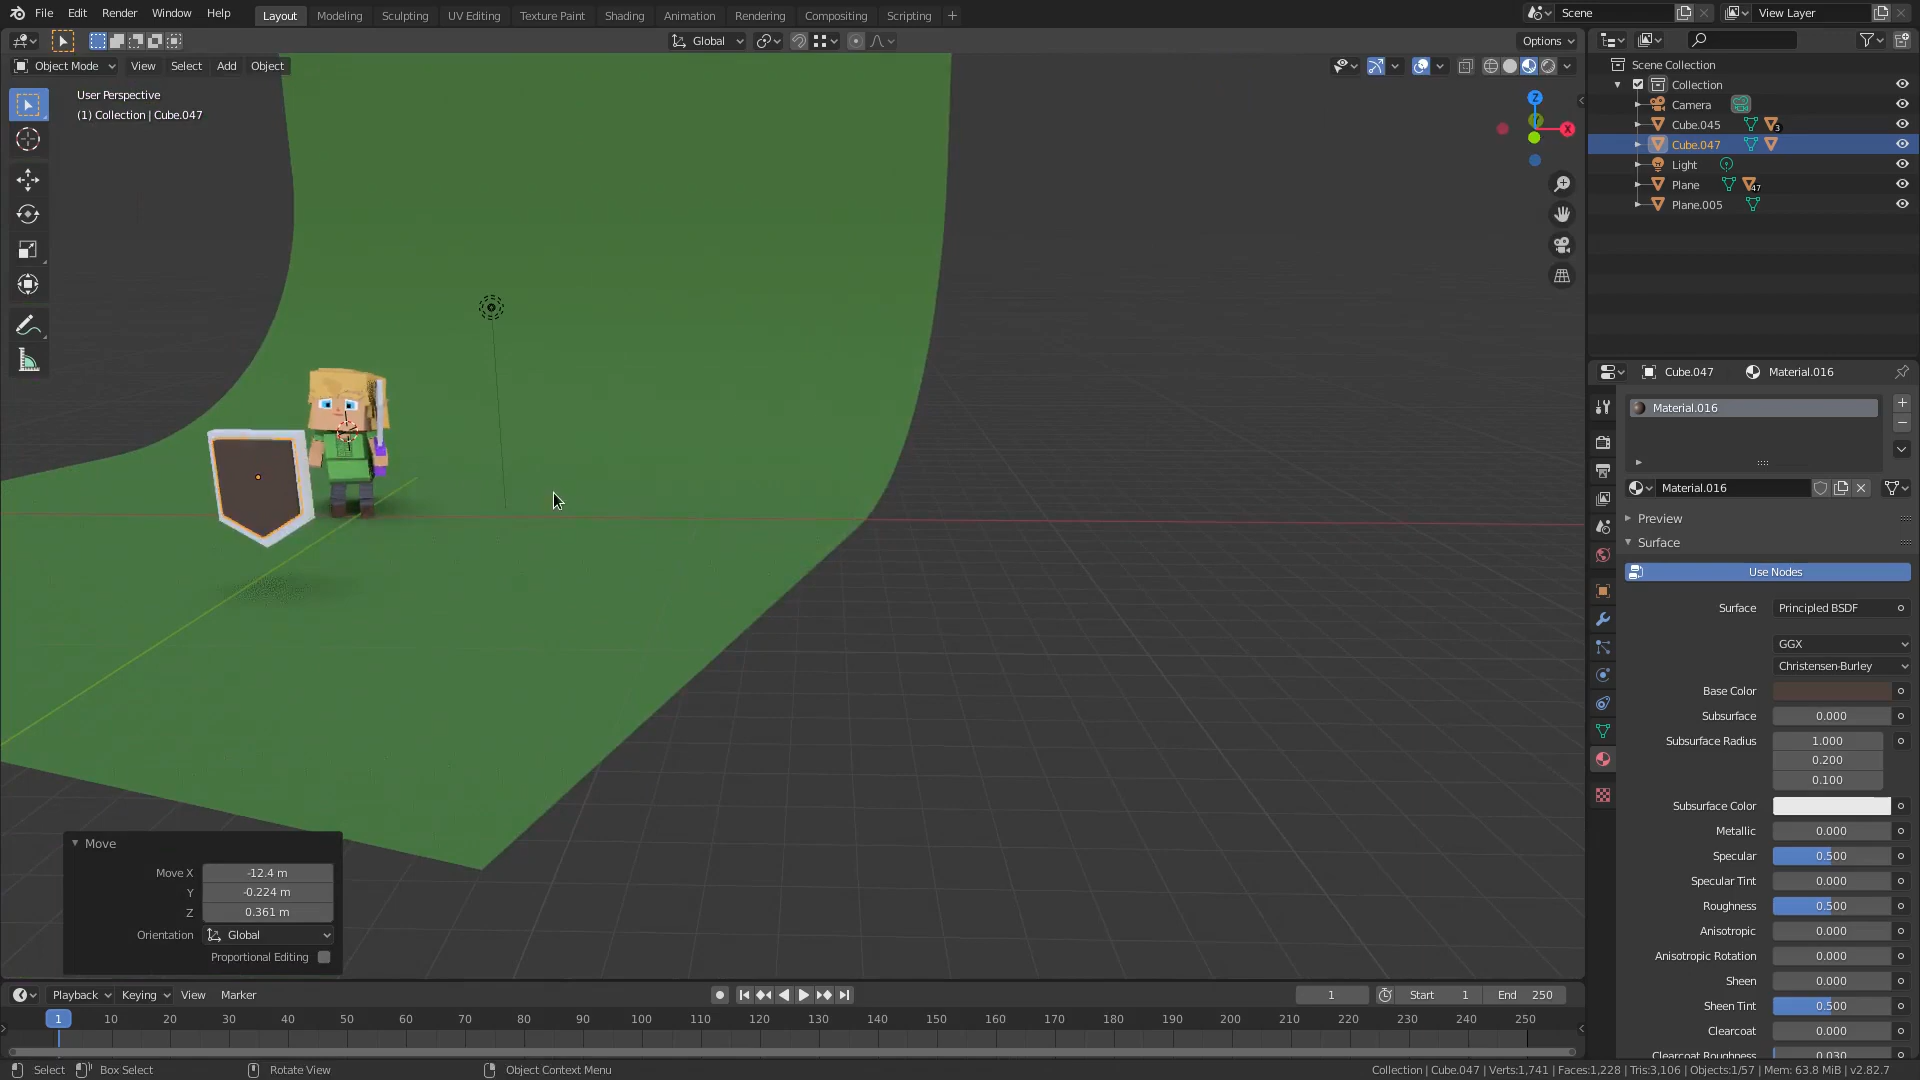 File Edit Render Window Help Layout Modeling Sculpting UV Editing Texture Paint Shading Animation Rendering Compositing Scripting + Scene View Layer
Global Options
Object Mode View Select Add Object
User Perspective
(1) Collection | Cube.047
Z
X
Scene Collection
Collection
Camera
Cube.045 3
Cube.047
Light
Plane 47
Plane.005
Cube.047 Material.016
Material.016
Material.016
Preview
Surface
Use Nodes
Surface Principled BSDF
GGX
Christensen-Burley
Base Color
Subsurface 0.000
Subsurface Radius 1.000
0.200
0.100
Subsurface Color
Metallic 0.000
Specular 0.500
Specular Tint 0.000
Roughness 0.500
Anisotropic 0.000
Anisotropic Rotation 0.000
Sheen 0.000
Sheen Tint 0.500
Clearcoat 0.000
Clearcoat Roughness 0.030
Move
Move X -12.4 m
Y -0.224 m
Z 0.361 m
Orientation Global
Proportional Editing
Playback Keying View Marker 1 Start 1 End 250
1 10 20 30 40 50 60 70 80 90 100 110 120 130 140 150 160 170 180 190 200 210 220 230 240 250
Select Box Select Rotate View Object Context Menu Collection | Cube.047 | Verts:1,741 | Faces:1,228 | Tris:3,106 | Objects:1/57 | Mem: 63.8 MiB | v2.82.7